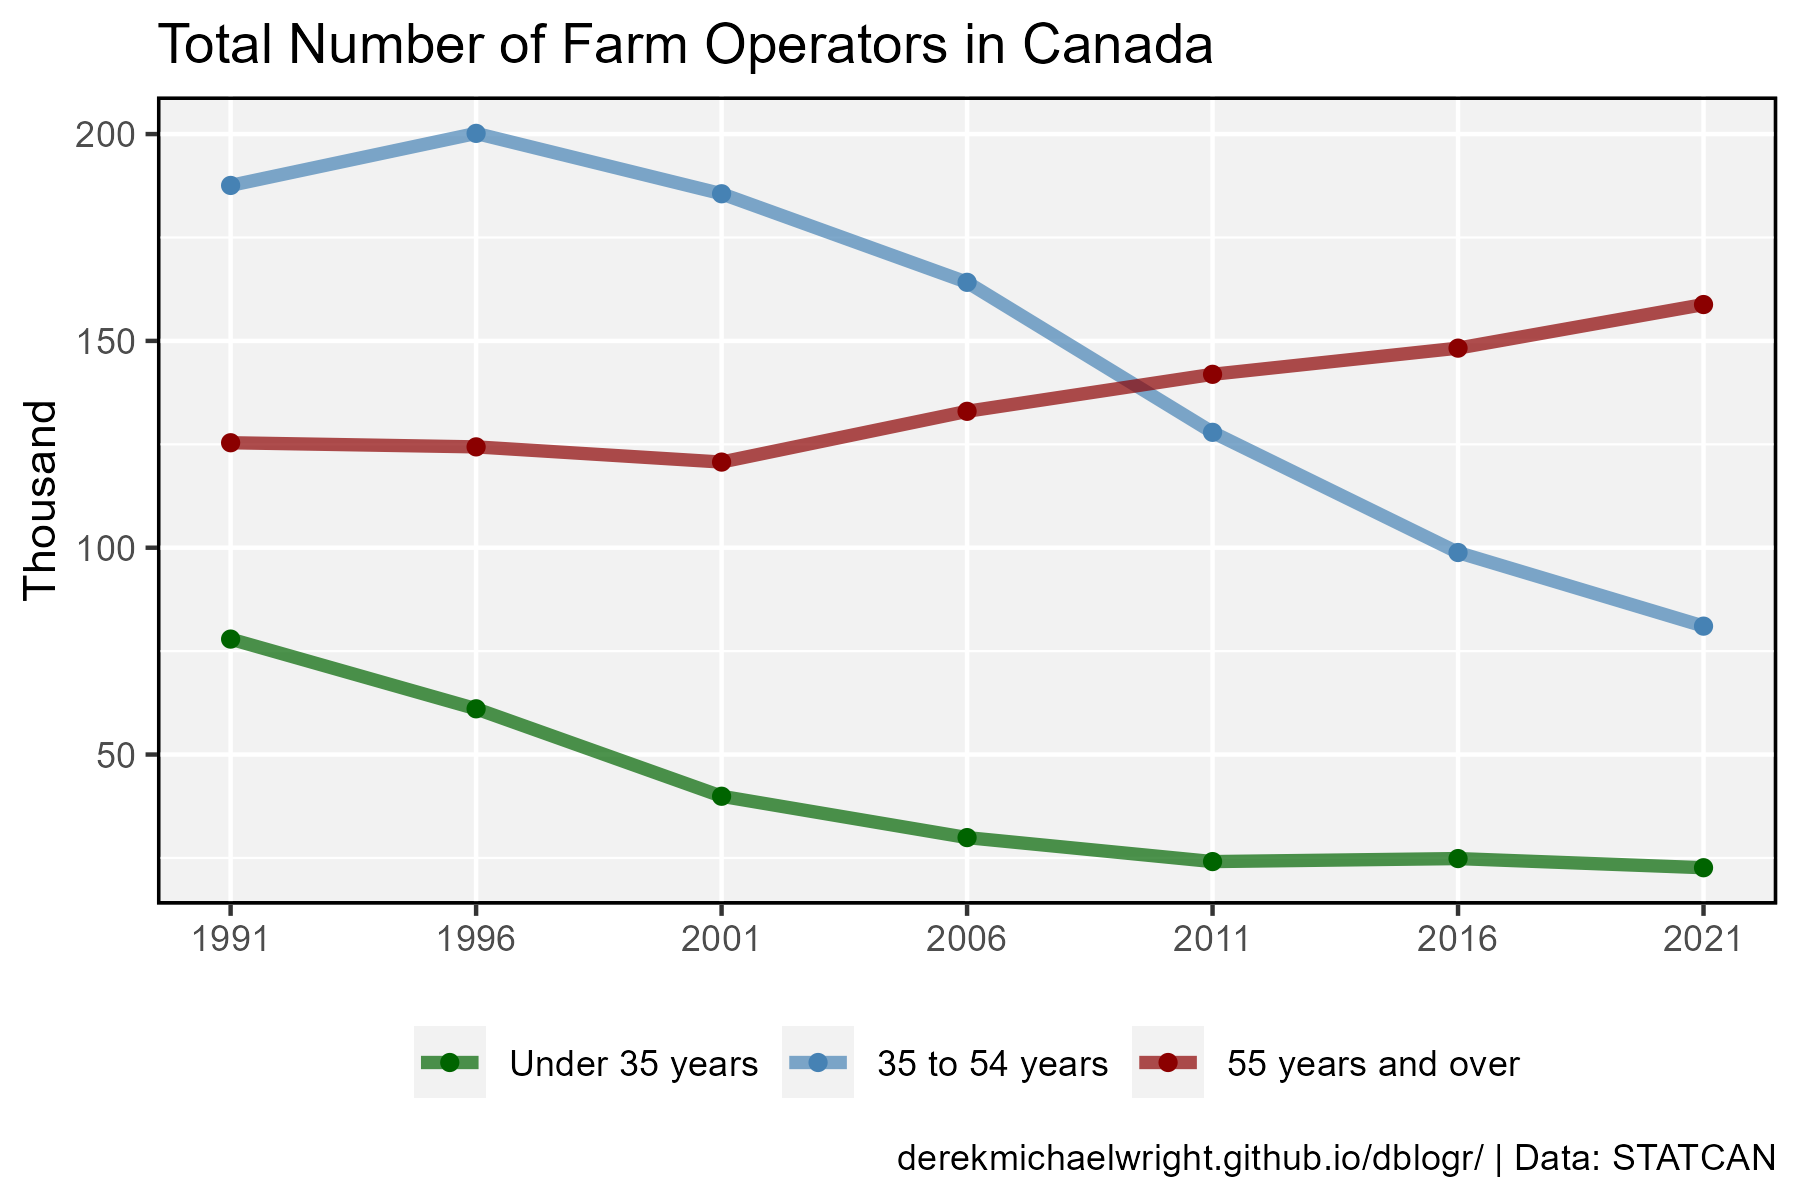 Total Number of Farm Operators in Canada
Thousand
200
150
100
50
1991 1996 2001 2006 2011 2016 2021
Under 35 years 35 to 54 years 55 years and over
derekmichaelwright.github.io/dblogr/ | Data: STATCAN